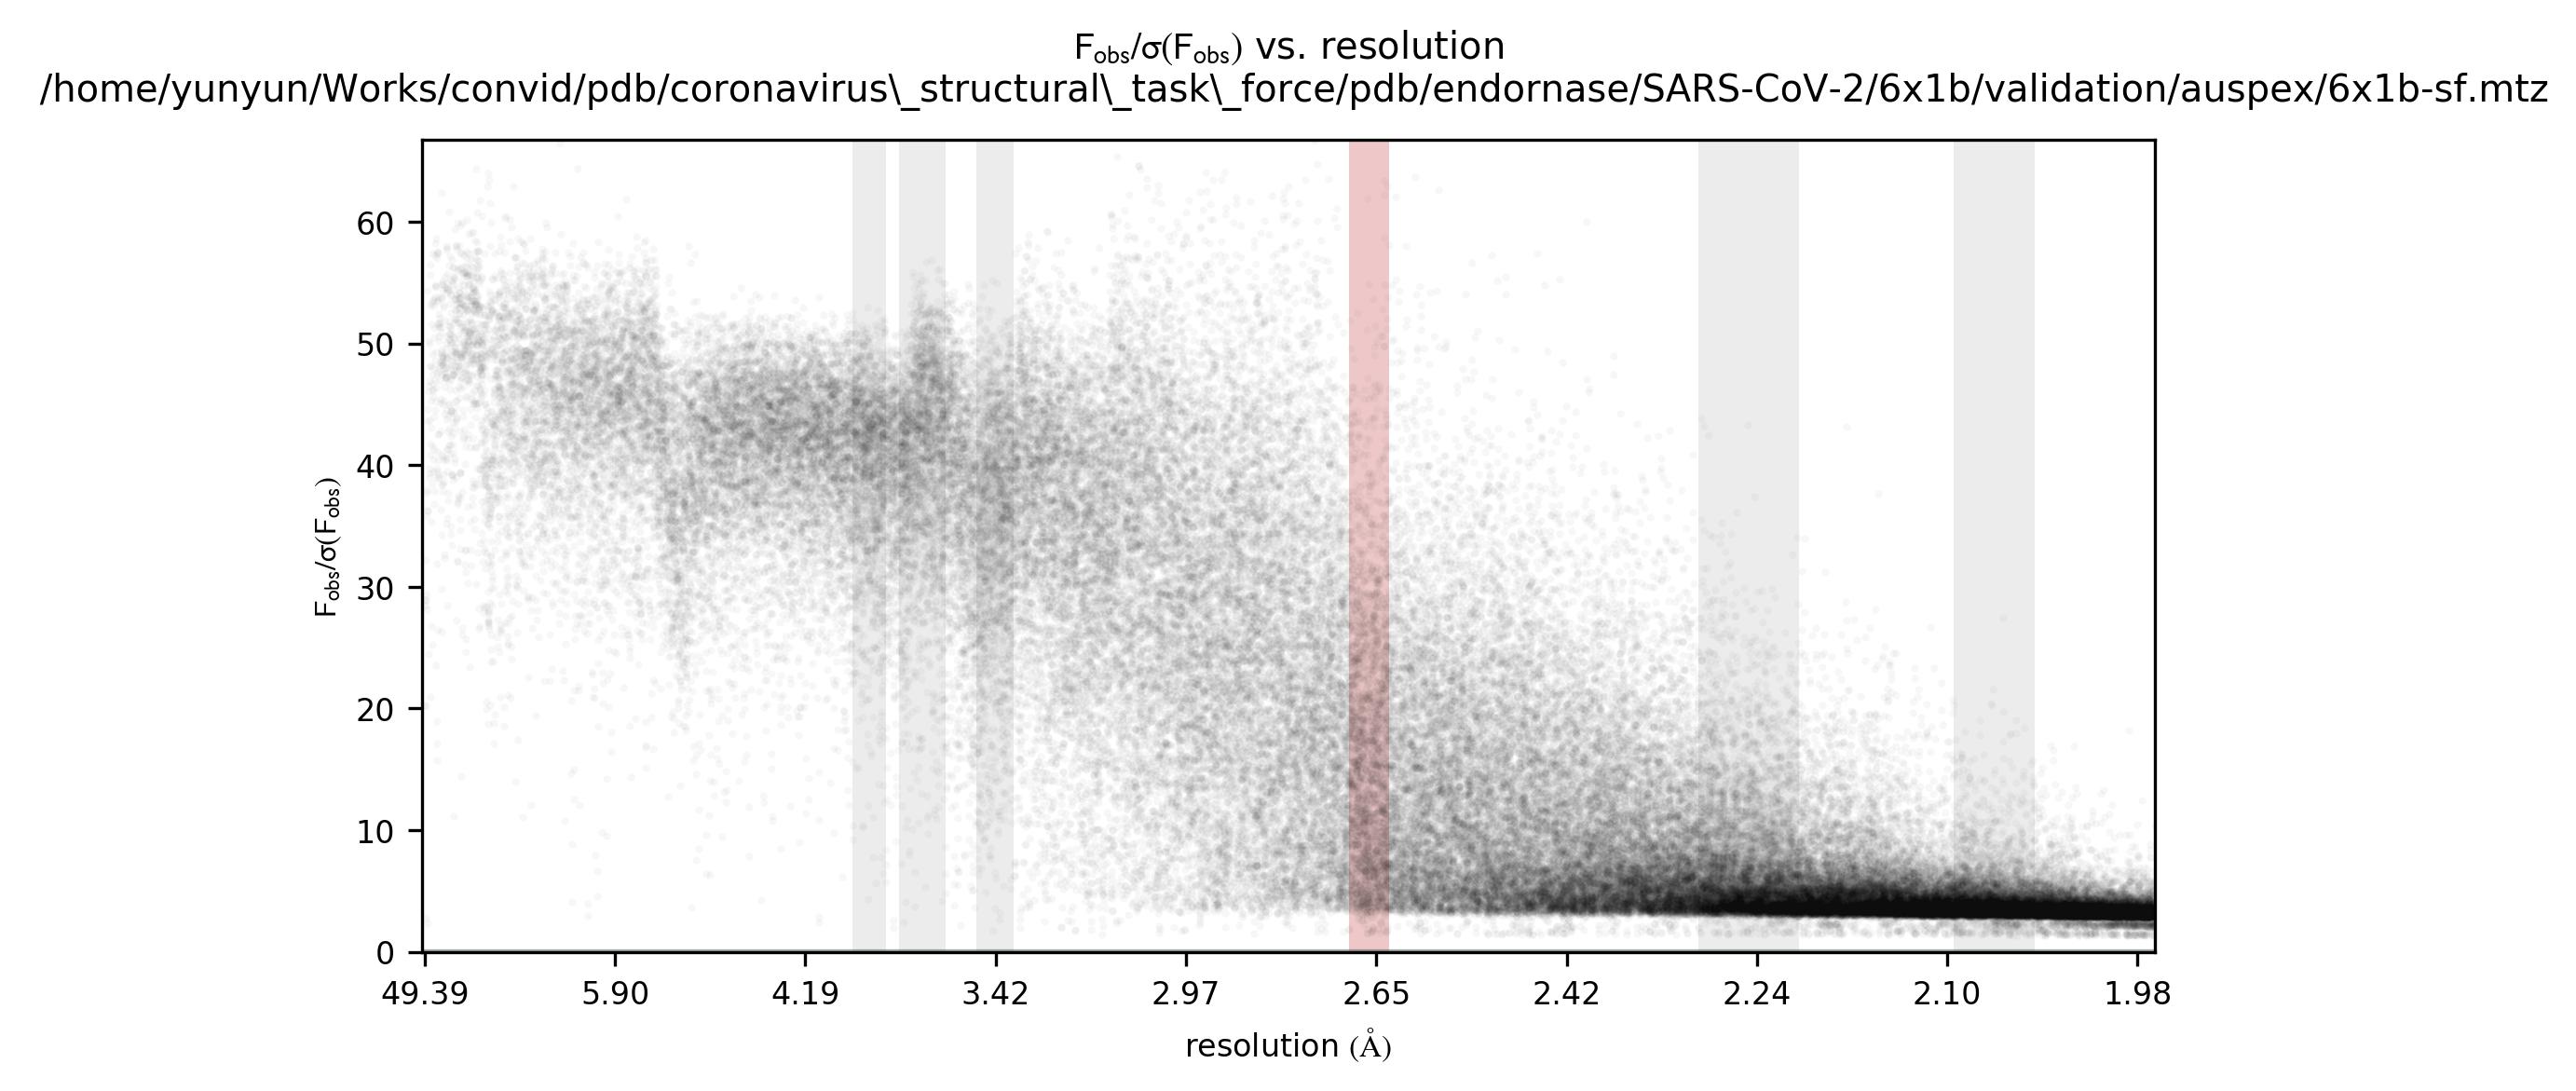 Fobs/σ(Fobs) vs. resolution
/home/yunyun/Works/convid/pdb/coronavirus\_structural\_task\_force/pdb/endornase/SARS-CoV-2/6x1b/validation/auspex/6x1b-sf.mtz
Fobs/σ(Fobs)
60
50
40
30
20
10
0
49.39 5.90 4.19 3.42 2.97 2.65 2.42 2.24 2.10 1.98
resolution (Å)